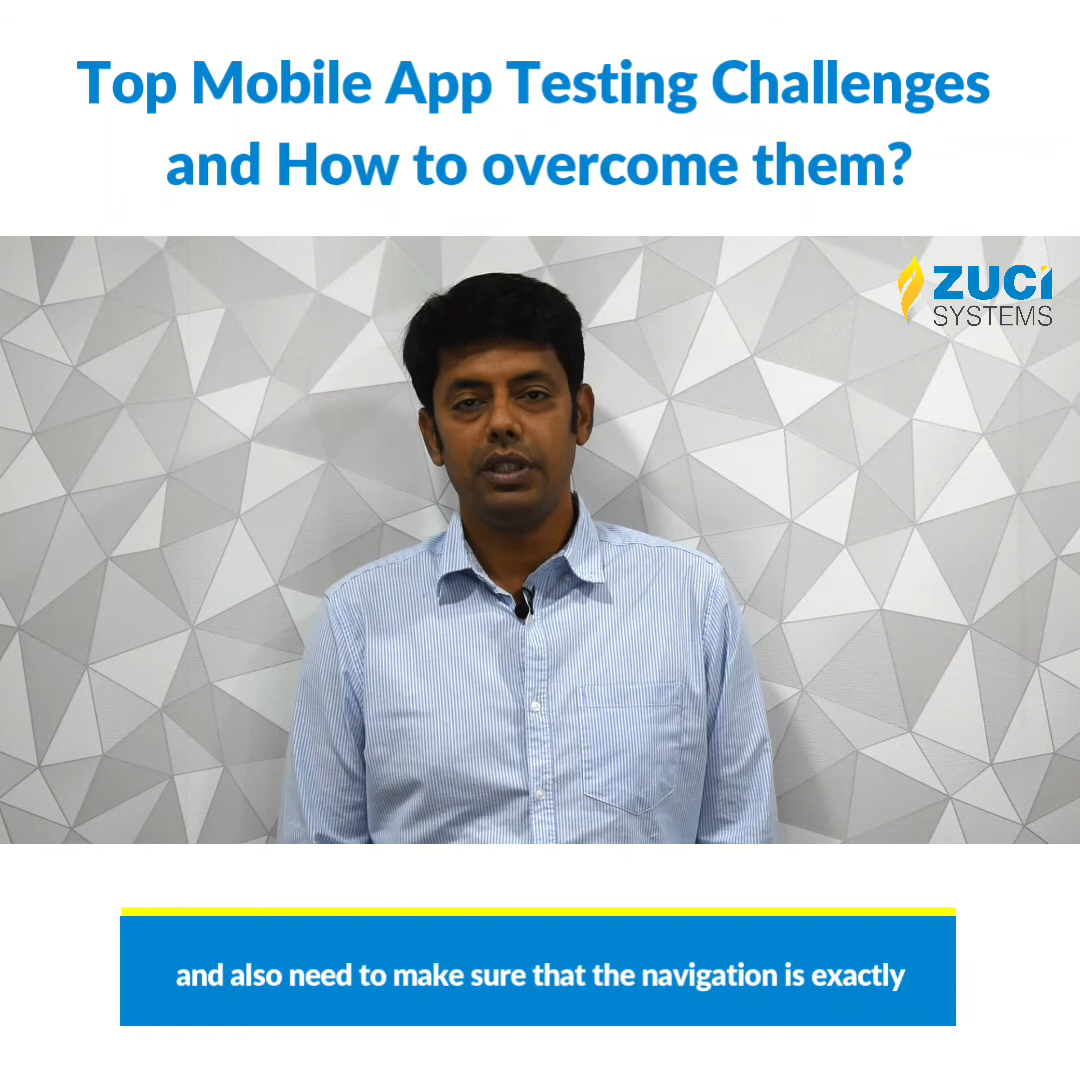 Top Mobile App Testing Challenges
and How to overcome them?
ZUCI
SYSTEMS
and also need to make sure that the navigation is exactly